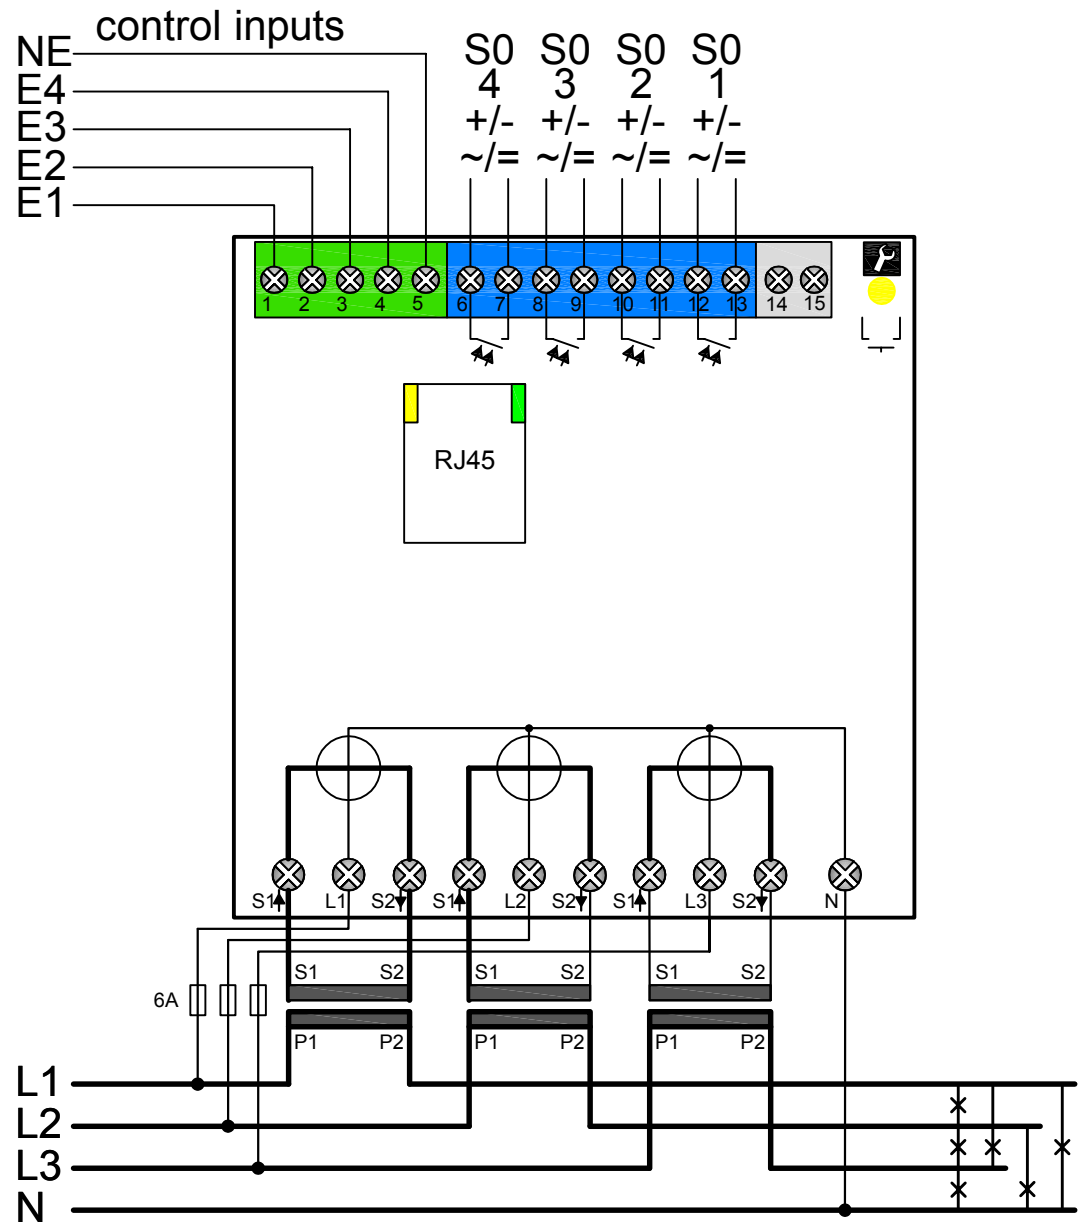 control inputs
NE
E4
E3
E2
E1
S0 S0 S0 S0
4 3 2 1
+/- +/- +/- +/-
~/= ~/= ~/= ~/=
1 2 3 4 5 6 7 8 9 10 11 12 13 14 15
RJ45
S1 L1 S2 S1 L2 S2 S1 L3 S2 N
S1 S2 S1 S2 S1 S2
6A
P1 P2 P1 P2 P1 P2
L1
L2
L3
N